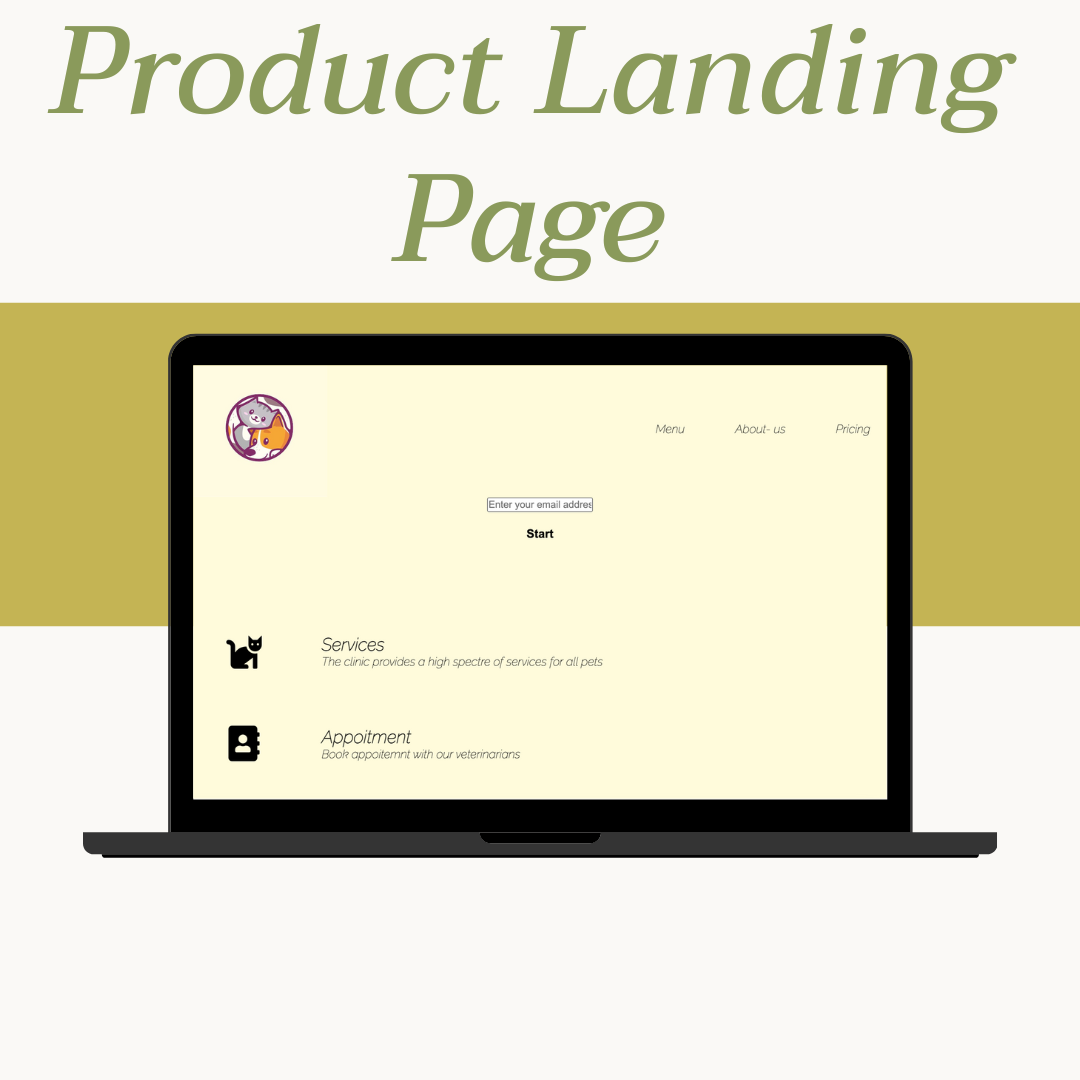 Product Landing
Page
Menu About- us Pricing
Enter your email addres
Start
Services
The clinic provides a high spectre of services for all pets
Appoitment
Book appoitemnt with our veterinarians